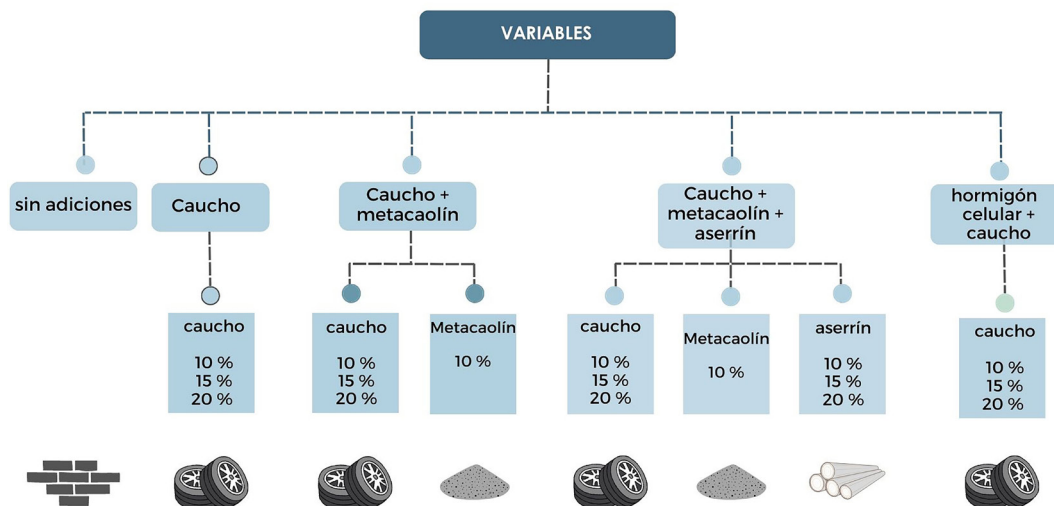 VARIABLES
sin adiciones
Caucho
Caucho +
metacaolín
Caucho +
metacaolín +
aserrín
hormigón
celular +
caucho
caucho
10 %
15 %
20 %
caucho
10 %
15 %
20 %
Metacaolín
10 %
caucho
10 %
15 %
20 %
Metacaolín
10 %
aserrín
10 %
15 %
20 %
caucho
10 %
15 %
20 %